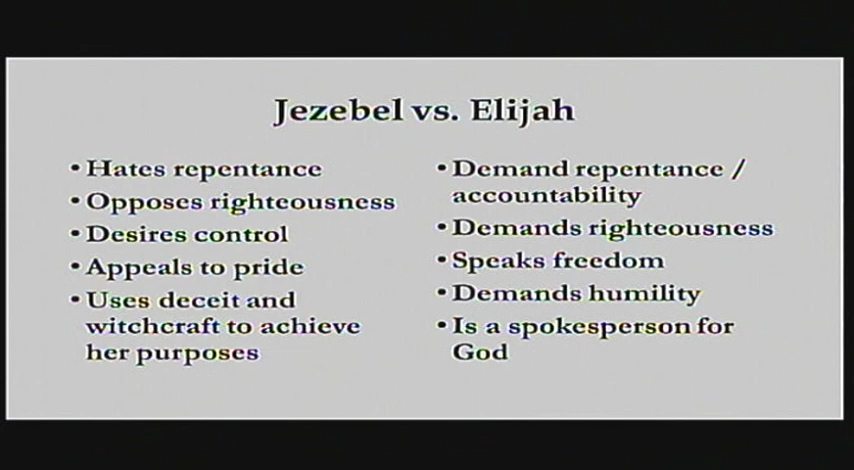 Jezebel vs. Elijah
• Hates repentance
• Opposes righteousness
• Desires control
• Appeals to pride
• Uses deceit and
witchcraft to achieve
her purposes
• Demand repentance /
accountability
• Demands righteousness
• Speaks freedom
• Demands humility
• Is a spokesperson for
God